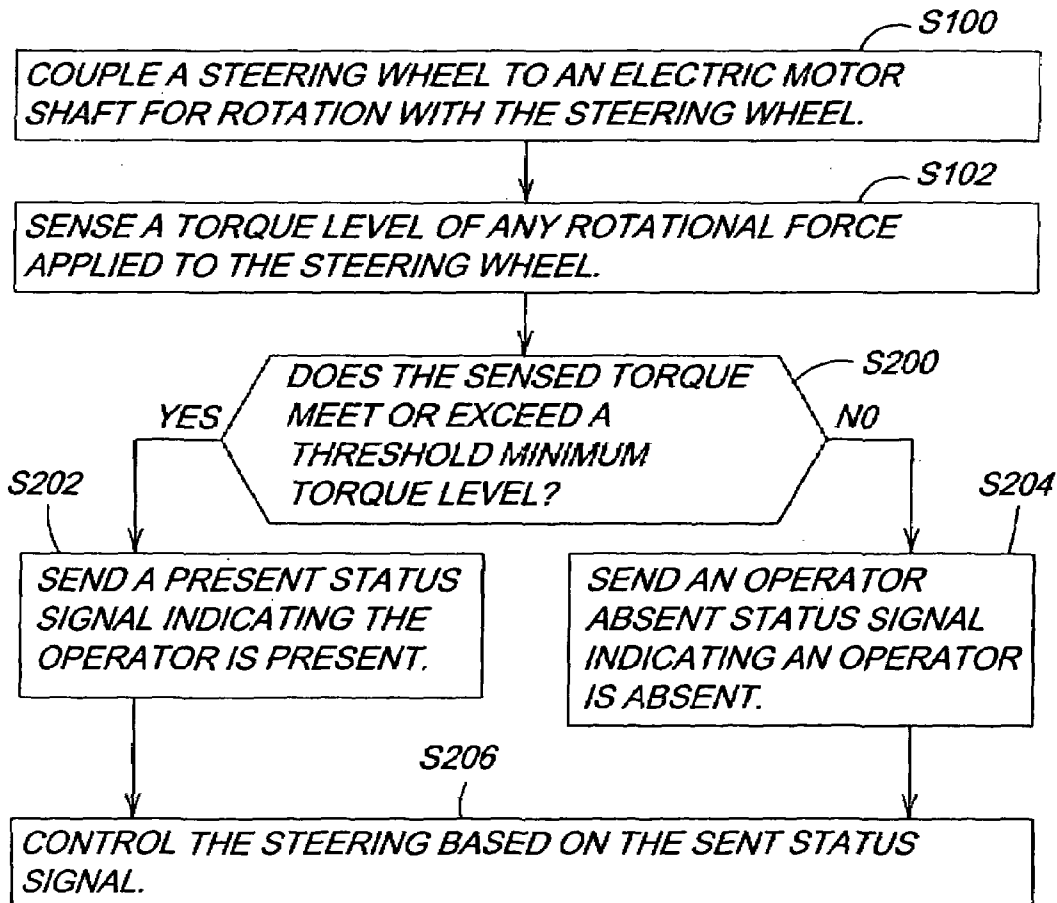 S100
COUPLE A STEERING WHEEL TO AN ELECTRIC MOTOR
SHAFT FOR ROTATION WITH THE STEERING WHEEL.
S102
SENSE A TORQUE LEVEL OF ANY ROTATIONAL FORCE
APPLIED TO THE STEERING WHEEL.
S200
DOES THE SENSED TORQUE
MEET OR EXCEED A
THRESHOLD MINIMUM
TORQUE LEVEL?
YES
NO
S202
SEND A PRESENT STATUS
SIGNAL INDICATING THE
OPERATOR IS PRESENT.
S204
SEND AN OPERATOR
ABSENT STATUS SIGNAL
INDICATING AN OPERATOR
IS ABSENT.
S206
CONTROL THE STEERING BASED ON THE SENT STATUS
SIGNAL.